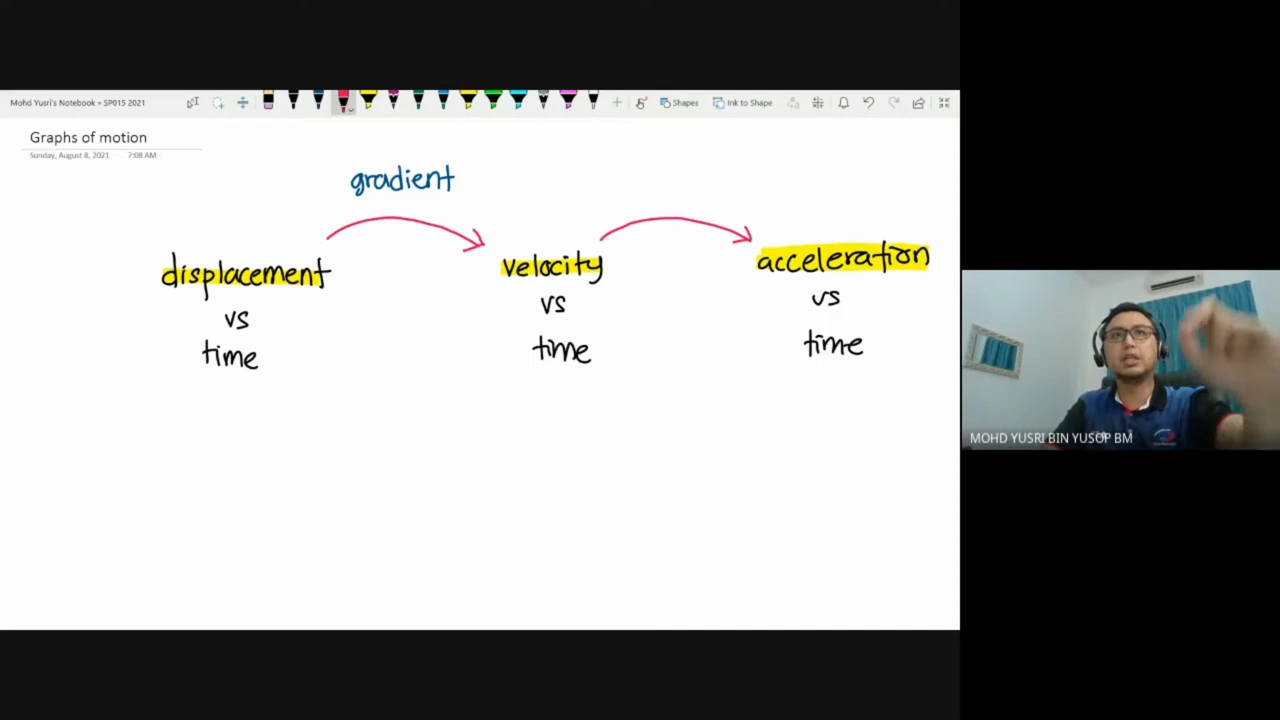 Mohd Yusri's Notebook » SP015 2021
Shapes
Ink to Shape
Graphs of motion
Sunday, August 8, 2021 7:08 AM
gradient
displacement
vs
time
velocity
vs
time
acceleration
vs
time
MOHD YUSRI BIN YUSOP BM